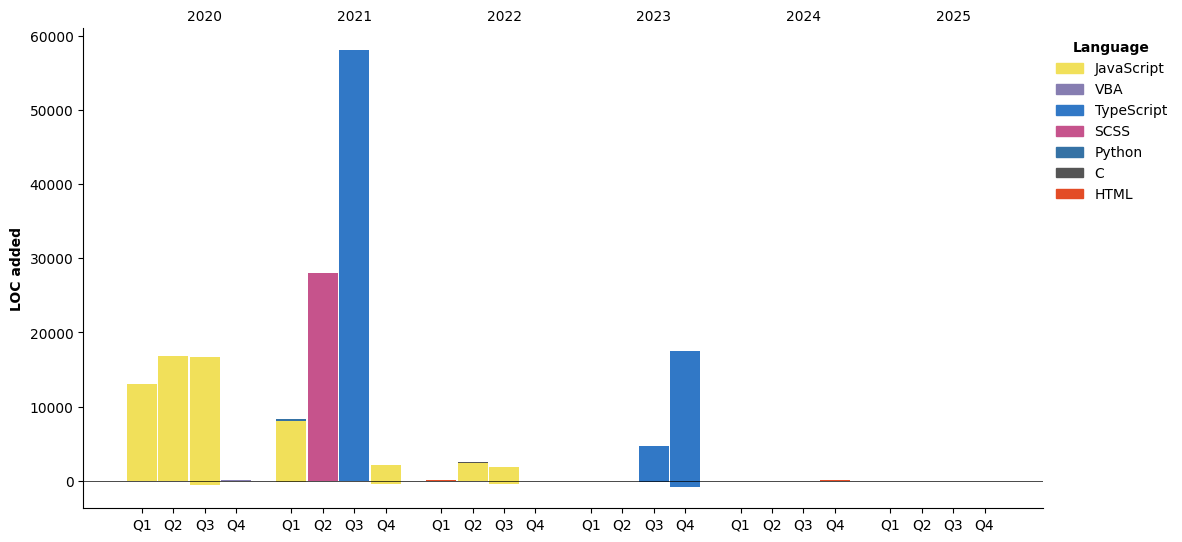 2020 2021 2022 2023 2024 2025
60000
50000
40000
30000
20000
10000
0
LOC added
Q1 Q2 Q3 Q4 Q1 Q2 Q3 Q4 Q1 Q2 Q3 Q4 Q1 Q2 Q3 Q4 Q1 Q2 Q3 Q4 Q1 Q2 Q3 Q4
Language
JavaScript
VBA
TypeScript
SCSS
Python
C
HTML